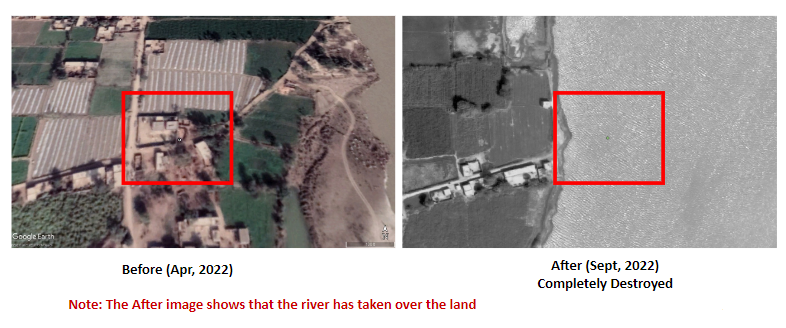 Google Earth
Before (Apr, 2022)
After (Sept, 2022)
Completely Destroyed
Note: The After image shows that the river has taken over the land